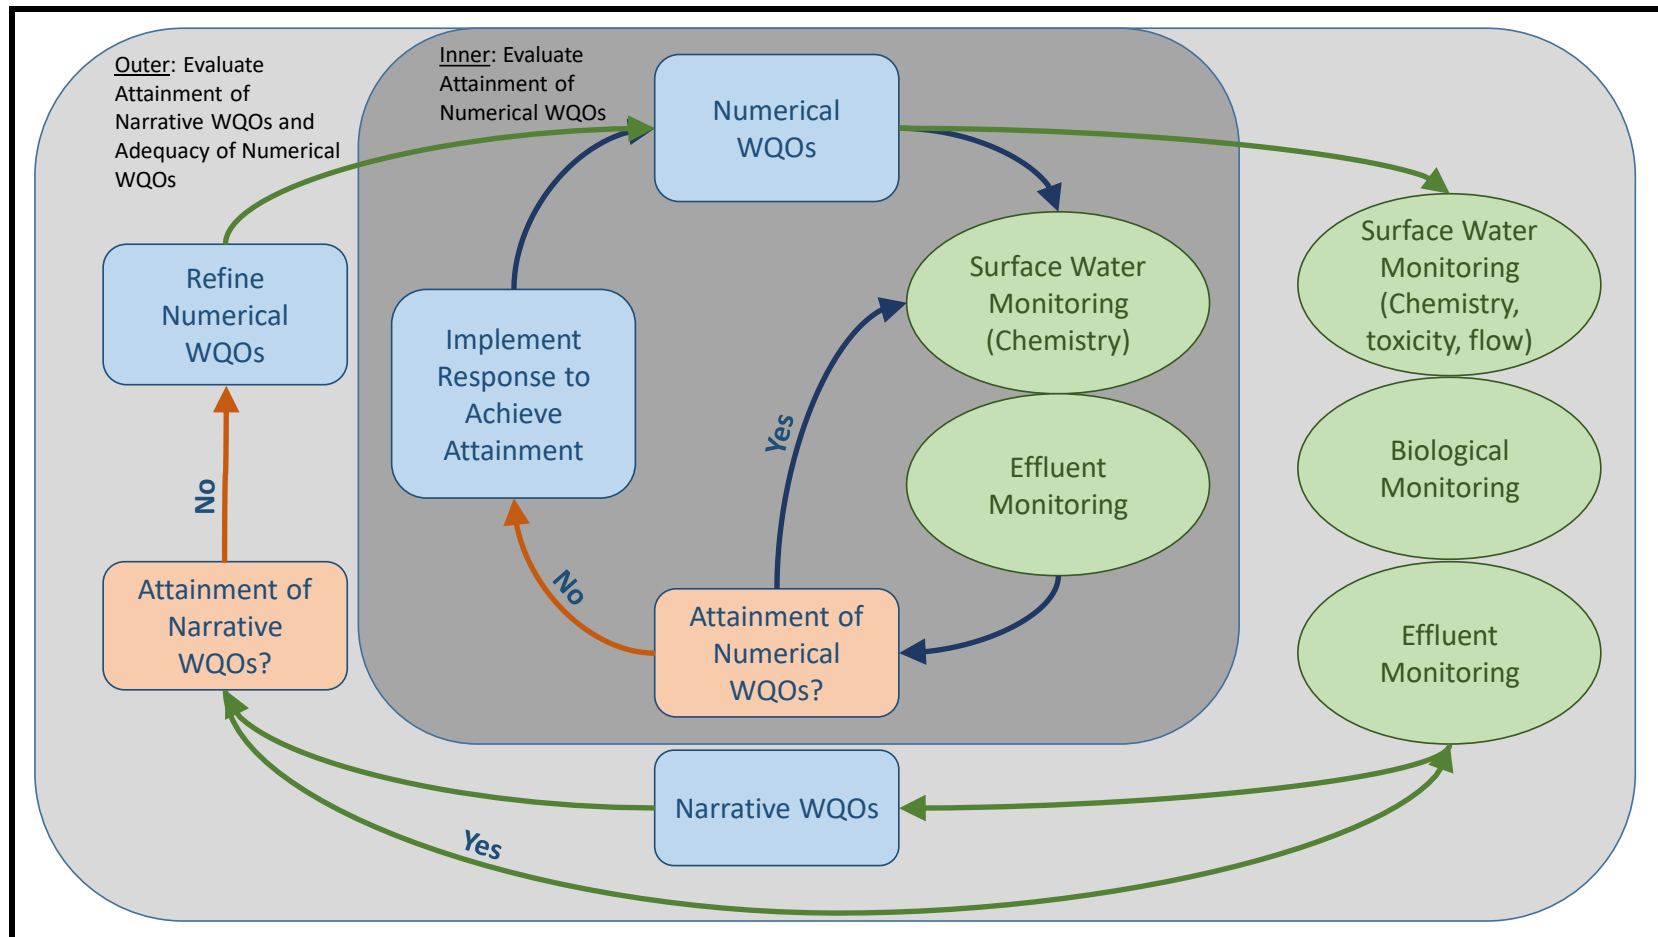 Outer: Evaluate
Attainment of
Narrative WQOs and
Adequacy of Numerical
WQOs
Inner: Evaluate
Attainment of
Numerical WQOs
Numerical
WQOs
Refine
Numerical
WQOs
Implement
Response to
Achieve
Attainment
Surface Water
Monitoring
(Chemistry)
Surface Water
Monitoring
(Chemistry,
toxicity, flow)
Yes
Effluent
Monitoring
Biological
Monitoring
No
No
Attainment of
Narrative
WQOs?
Attainment of
Numerical
WQOs?
Effluent
Monitoring
Narrative WQOs
Yes